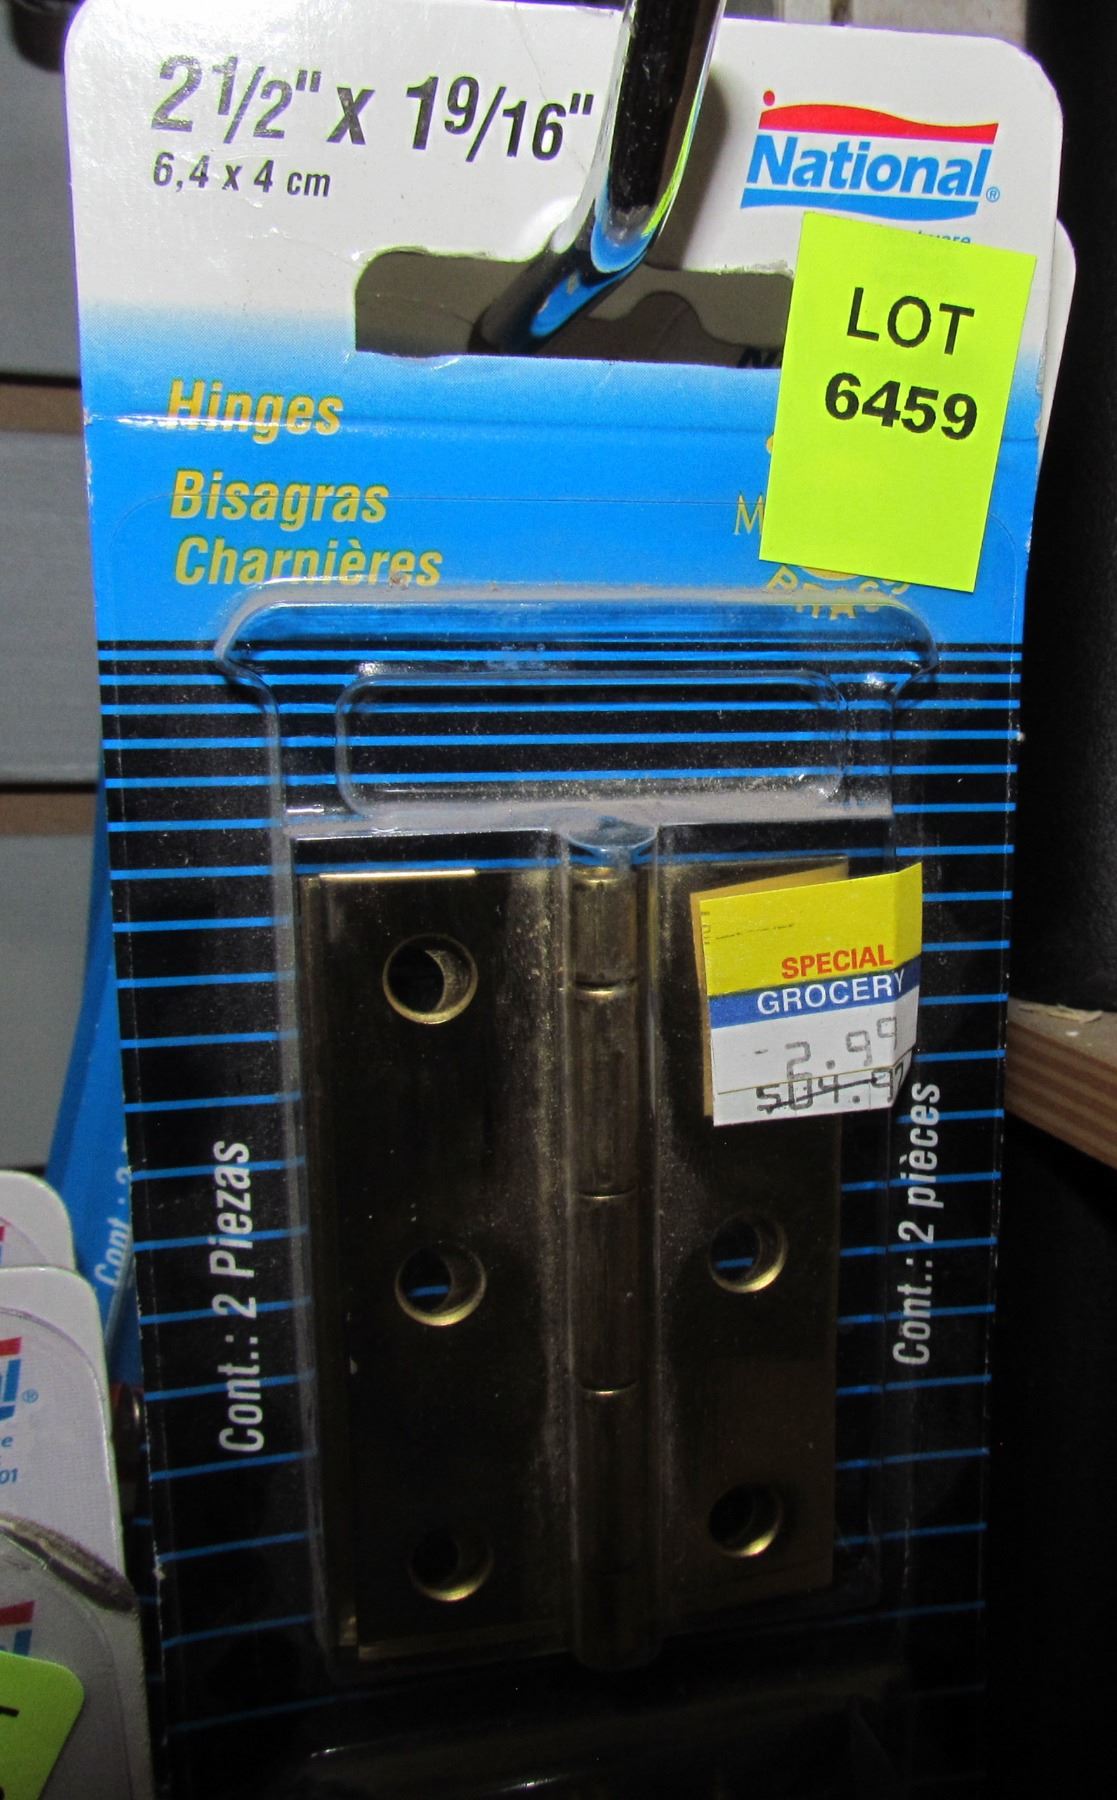 2 1/2" x 1 9/16"
6,4 x 4 cm
National®
LOT
6459
Hinges
Bisagras
Charnières
SPECIAL
GROCERY
2.99
Cont.: 2 Piezas
Cont.: 2 pièces
Cont.: